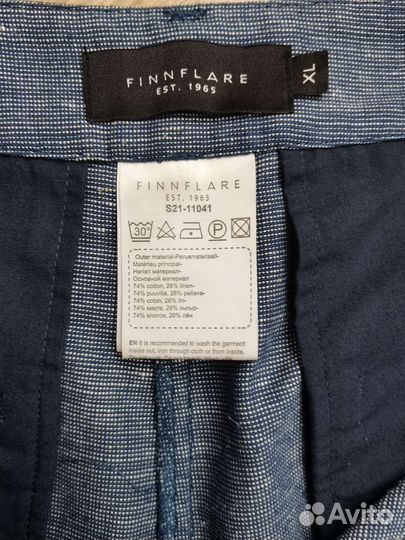 FINNFLARE
EST. 1965
XL
FINNFLARE
EST. 1965
S21-11041
30°
P
Outer material-Perusmateriaali-
Matériau principal-
Негізгі материал-
Основной материал
74% cotton, 26% linen-
74% puuvilla, 26% pellava-
74% coton, 26% lin-
74% мақта, 26% зығыр-
74% хлопок, 26% лён
EN It is recommended to wash the garment
inside out, iron through cloth or from inside.
Avito